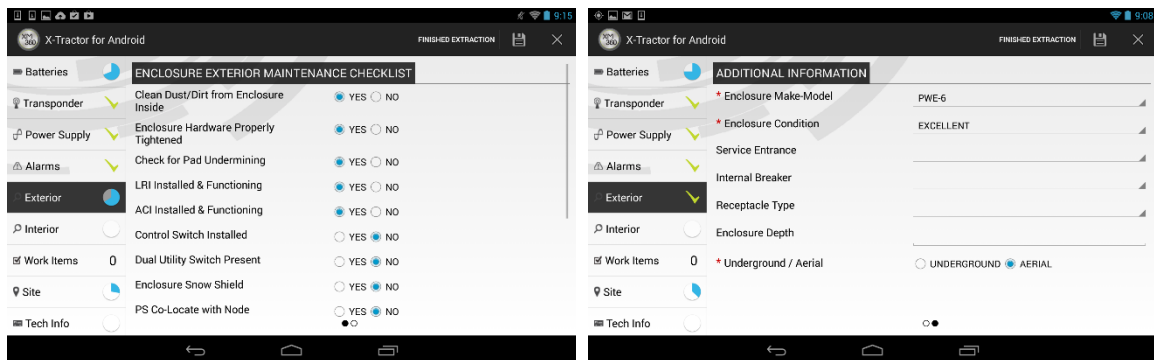 9:15
XM 360
X-Tractor for Android
FINISHED EXTRACTION
Batteries
Transponder
Power Supply
Alarms
Exterior
Interior
Work Items 0
Site
Tech Info
ENCLOSURE EXTERIOR MAINTENANCE CHECKLIST
Clean Dust/Dirt from Enclosure
Inside
YES NO
Enclosure Hardware Properly
Tightened
YES NO
Check for Pad Undermining YES NO
LRI Installed & Functioning YES NO
ACI Installed & Functioning YES NO
Control Switch Installed YES NO
Dual Utility Switch Present YES NO
Enclosure Snow Shield YES NO
PS Co-Locate with Node YES NO
9:08
XM 360
X-Tractor for Android
FINISHED EXTRACTION
Batteries
Transponder
Power Supply
Alarms
Exterior
Interior
Work Items 0
Site
Tech Info
ADDITIONAL INFORMATION
* Enclosure Make-Model PWE-6
* Enclosure Condition EXCELLENT
Service Entrance
Internal Breaker
Receptacle Type
Enclosure Depth
* Underground / Aerial UNDERGROUND AERIAL